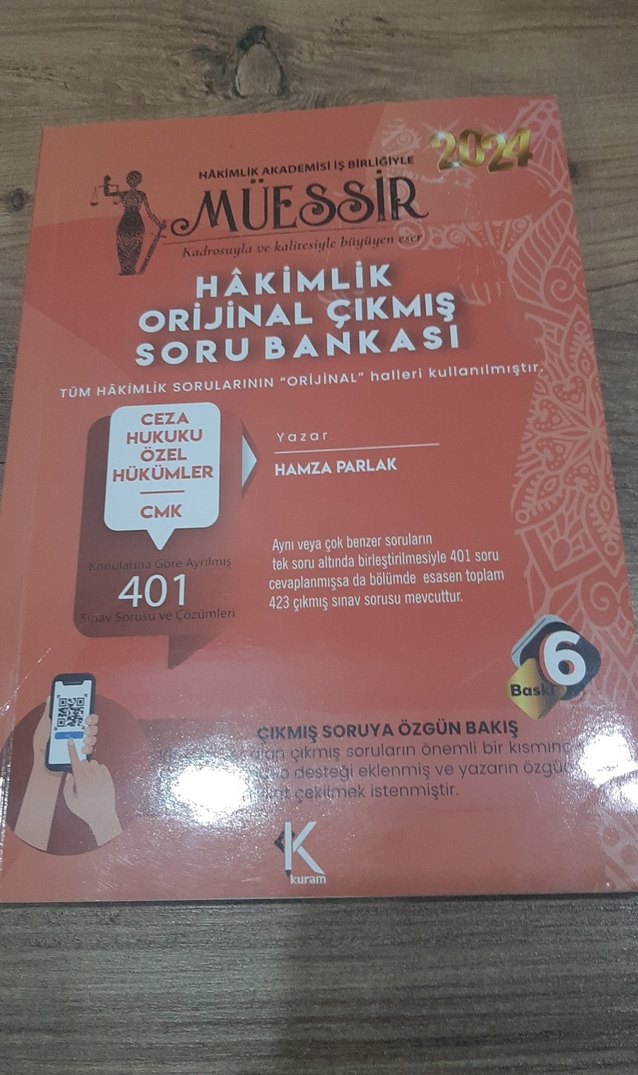 HÂKİMLİK AKADEMİSİ İŞ BİRLİĞİYLE
2024
MÜESSİR
Kadrosuyla ve kalitesiyle büyüyen eser
HÂKİMLİK
ORİJİNAL ÇIKMIŞ
SORU BANKASI
TÜM HÂKİMLİK SORULARININ "ORİJİNAL" halleri kullanılmıştır.
CEZA
HUKUKU
ÖZEL
HÜKÜMLER
CMK
Konularına Göre Ayrılmış
401
Sınav Sorusu ve Çözümleri
Yazar
HAMZA PARLAK
Aynı veya çok benzer soruların
tek soru altında birleştirilmesiyle 401 soru
cevaplanmışsa da bölümde esasen toplam
423 çıkmış sınav sorusu mevcuttur.
6
Baskı
ÇIKMIŞ SORUYA ÖZGÜN BAKIŞ
çıkmış soruların önemli bir kısmına
desteği eklenmiş ve yazarın
çekilmek istenmiştir.
K
kuram